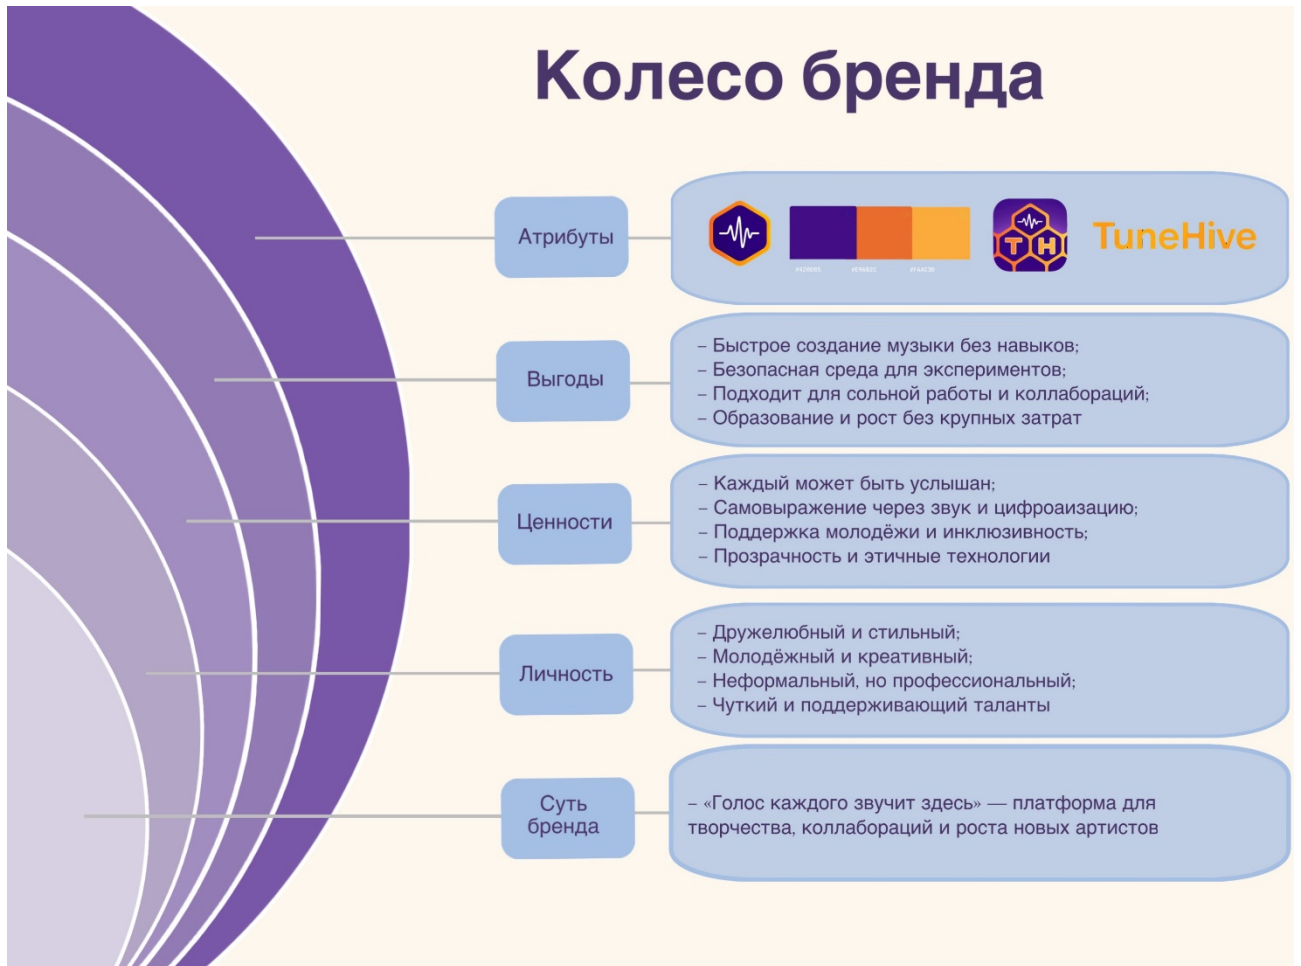 Колесо бренда
Атрибуты
T H
TuneHive
Выгоды
– Быстрое создание музыки без навыков;
– Безопасная среда для экспериментов;
– Подходит для сольной работы и коллабораций;
– Образование и рост без крупных затрат
Ценности
– Каждый может быть услышан;
– Самовыражение через звук и цифроаизацию;
– Поддержка молодёжи и инклюзивность;
– Прозрачность и этичные технологии
Личность
– Дружелюбный и стильный;
– Молодёжный и креативный;
– Неформальный, но профессиональный;
– Чуткий и поддерживающий таланты
Суть
бренда
– «Голос каждого звучит здесь» — платформа для
творчества, коллабораций и роста новых артистов